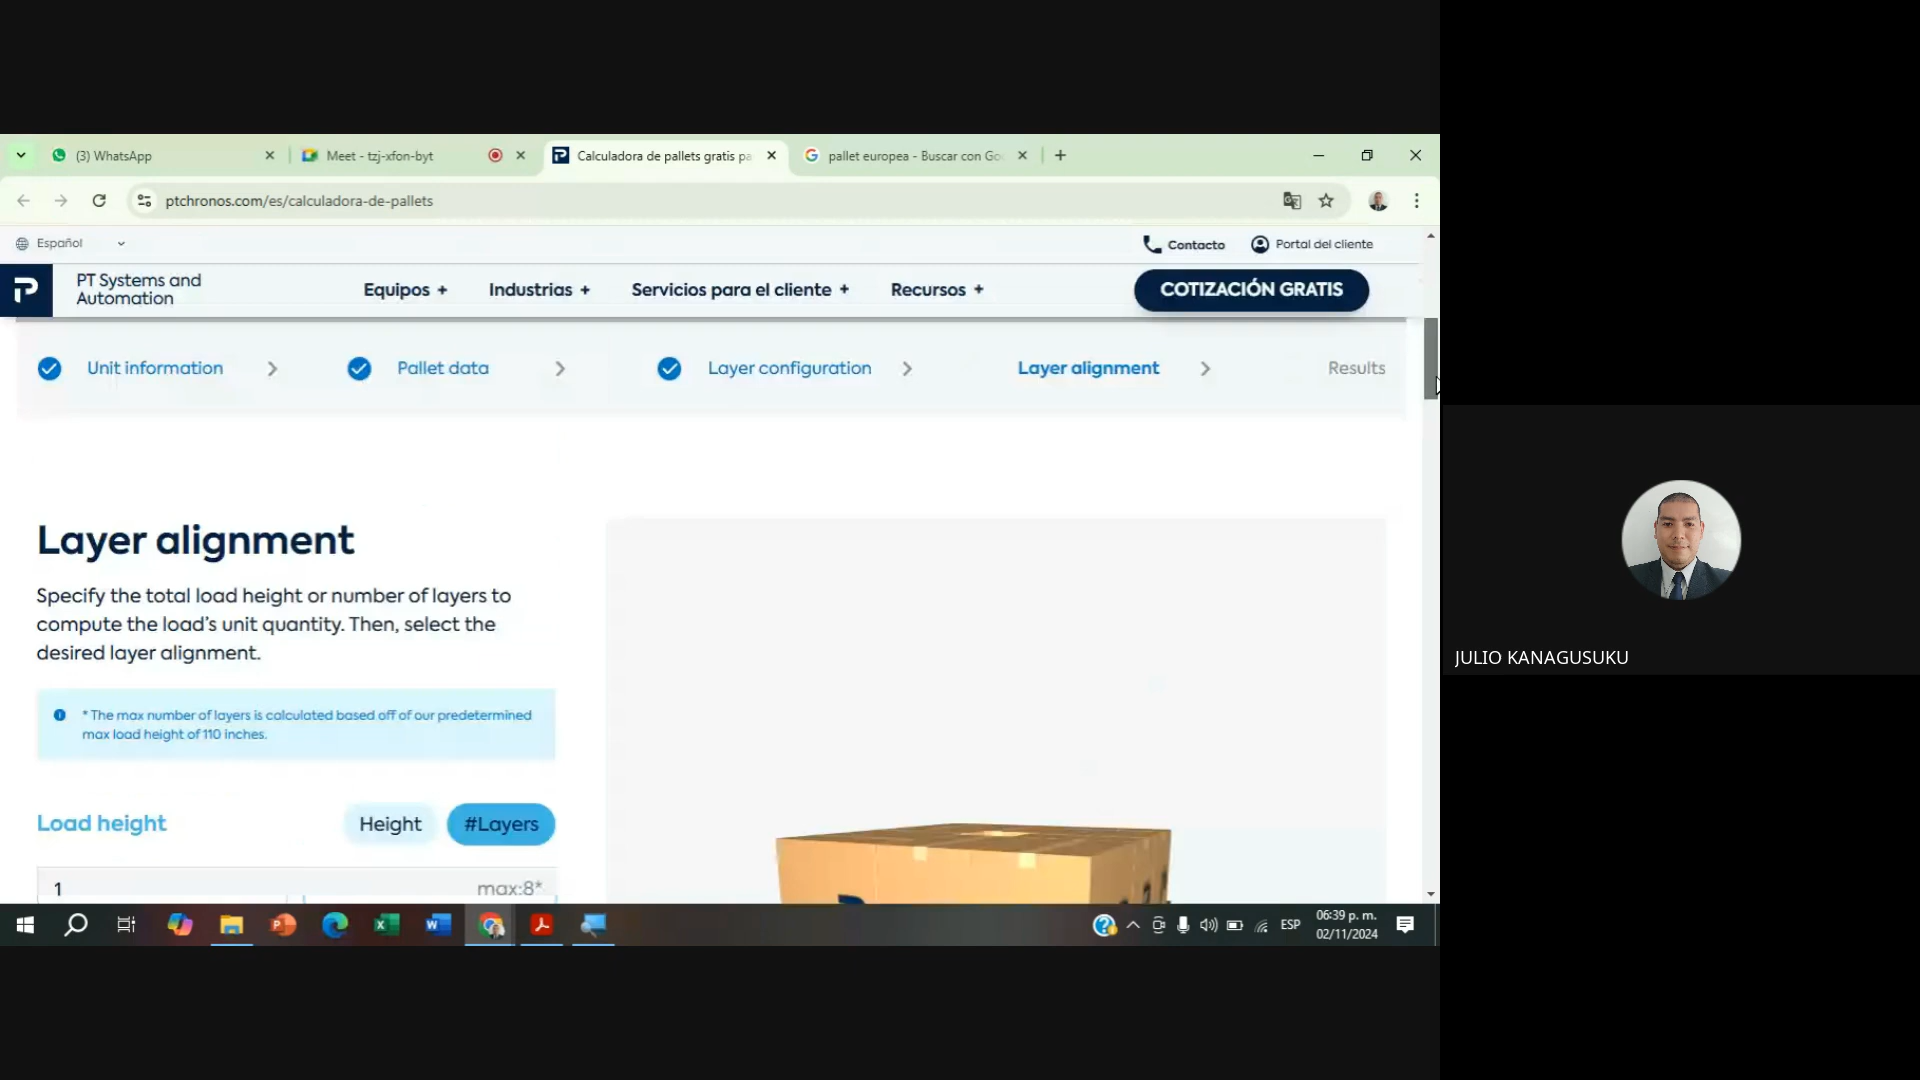 (3) WhatsApp
Meet - tzj-xfon-byt
Calculadora de pallets gratis pa
pallet europea - Buscar con Go
ptchronos.com/es/calculadora-de-pallets
Español
Contacto
Portal del cliente
PT Systems and
Automation
Equipos +
Industrias +
Servicios para el cliente +
Recursos +
COTIZACIÓN GRATIS
Unit information
Pallet data
Layer configuration
Layer alignment
Results
Layer alignment
Specify the total load height or number of layers to
compute the load's unit quantity. Then, select the
desired layer alignment.
* The max number of layers is calculated based off of our predetermined
max load height of 110 inches.
Load height
Height
#Layers
1
max:8*
ESP
06:39 p. m.
02/11/2024
JULIO KANAGUSUKU